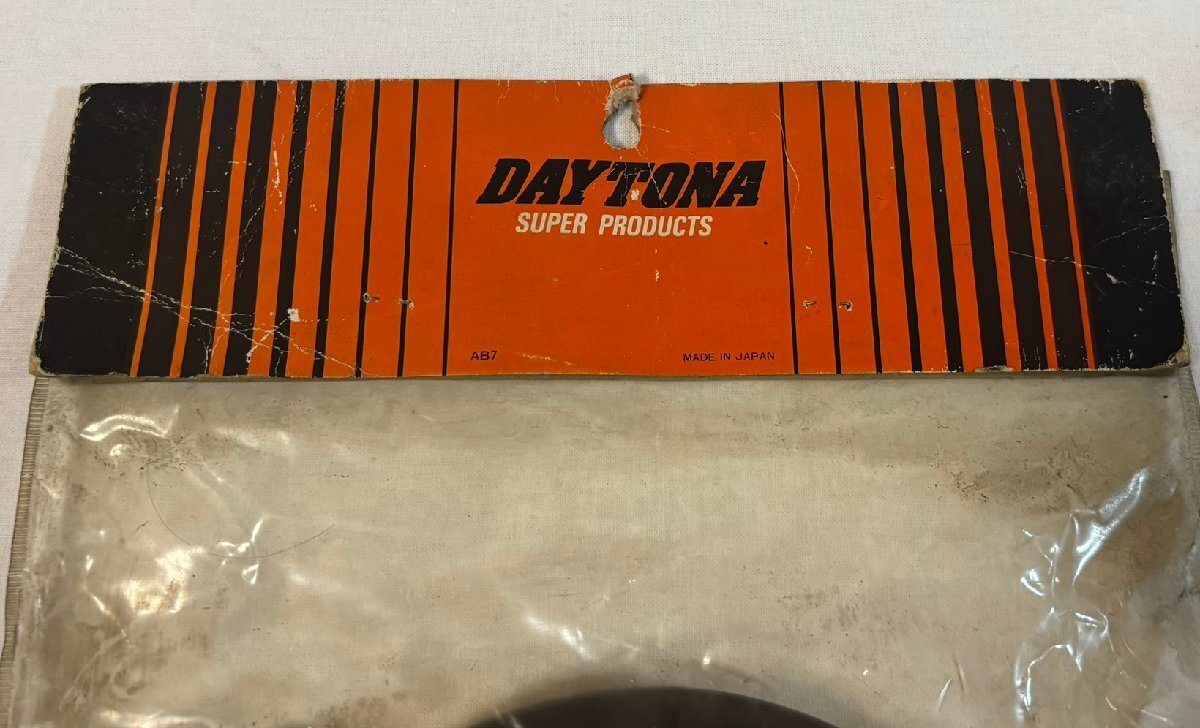 DAYTONA
SUPER PRODUCTS
AB7
MADE IN JAPAN